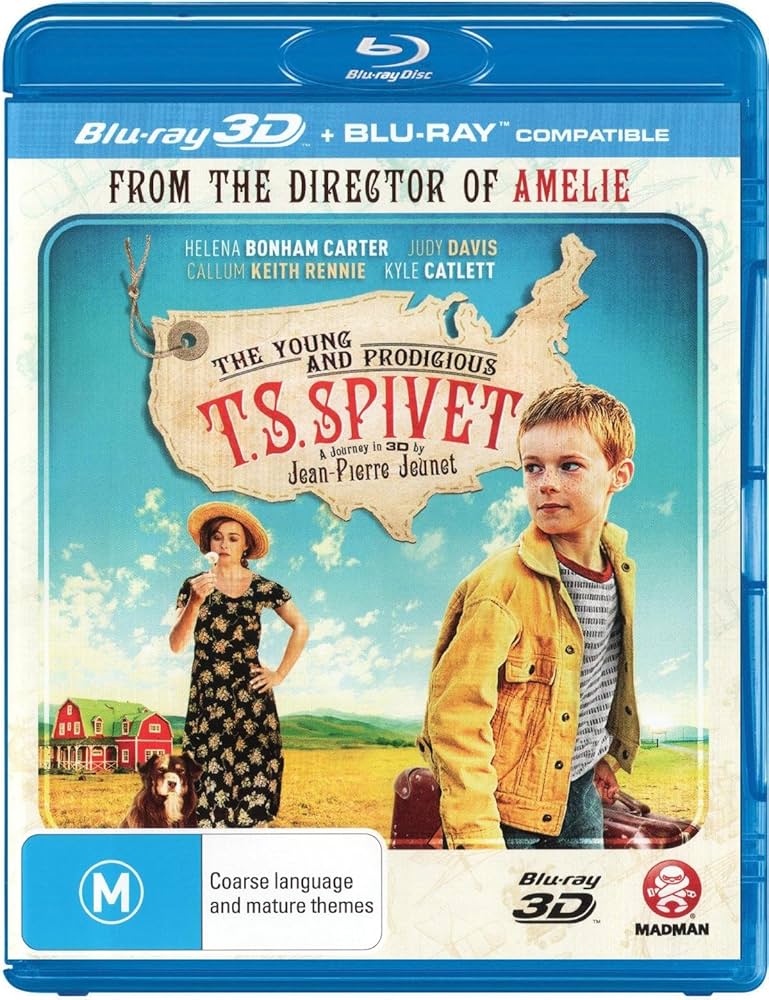 Blu-ray Disc
Blu-ray 3D™ + BLU-RAY™ COMPATIBLE
FROM THE DIRECTOR OF AMELIE
HELENA BONHAM CARTER JUDY DAVIS
CALLUM KEITH RENNIE KYLE CATLETT
THE YOUNG
AND PRODIGIOUS
T.S. SPIVET
A Journey in 3D by
Jean-Pierre Jeunet
M
Coarse language
and mature themes
Blu-ray
3D™
MADMAN